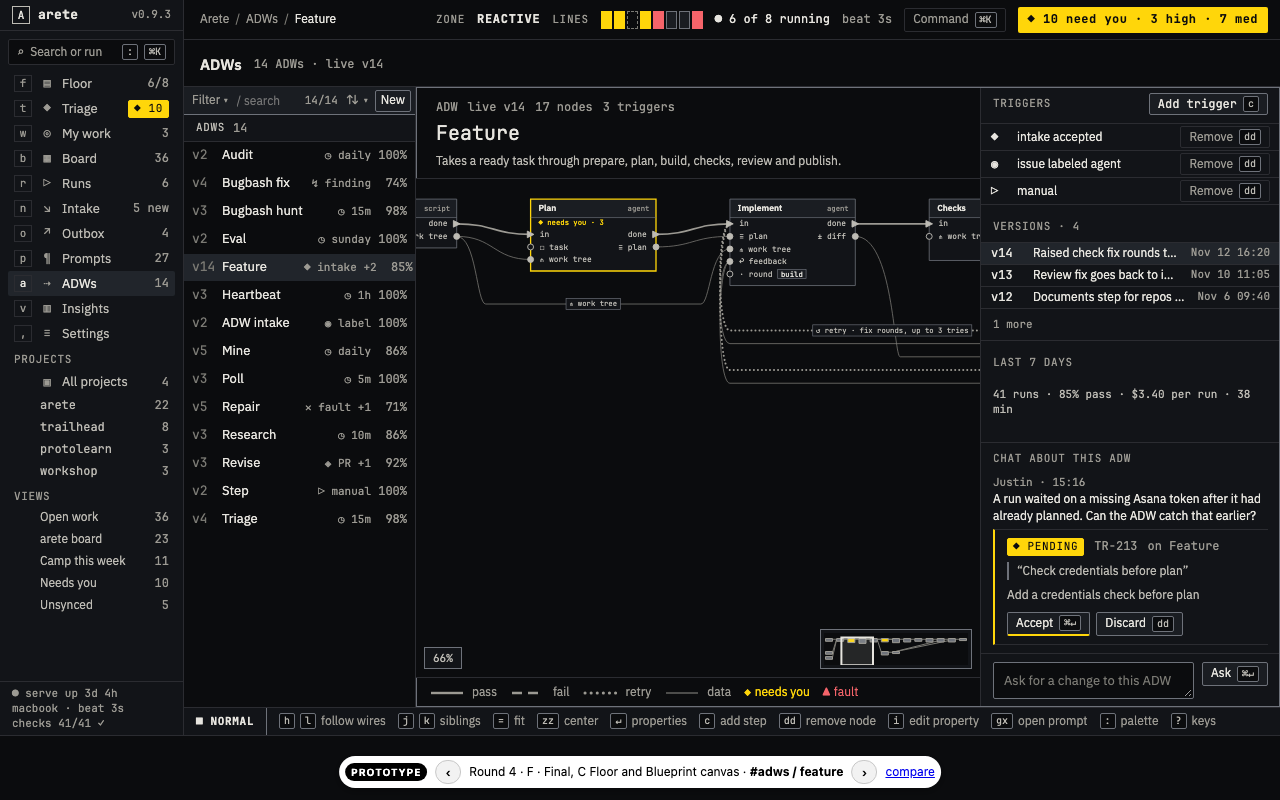 A arete v0.9.3
Search or run : ⌘K
f Floor 6/8
t Triage ◆ 10
w My work 3
b Board 36
r Runs 6
n Intake 5 new
o Outbox 4
p Prompts 27
a ADWs 14
v Insights
, Settings
PROJECTS
All projects 4
arete 22
trailhead 8
protolearn 3
workshop 3
VIEWS
Open work 36
arete board 23
Camp this week 11
Needs you 10
Unsynced 5
● serve up 3d 4h
macbook · beat 3s
checks 41/41 ✓
Arete / ADWs / Feature
ZONE REACTIVE LINES ● 6 of 8 running beat 3s Command ⌘K ◆ 10 need you · 3 high · 7 med
ADWs 14 ADWs · live v14
Filter ▾ / search 14/14 ⇅ ▾ New
ADWS 14
v2 Audit ◷ daily 100%
v4 Bugbash fix ↯ finding 74%
v3 Bugbash hunt ◷ 15m 98%
v2 Eval ◷ sunday 100%
v14 Feature ◆ intake +2 85%
v3 Heartbeat ◷ 1h 100%
v2 ADW intake ◉ label 100%
v5 Mine ◷ daily 86%
v3 Poll ◷ 5m 100%
v5 Repair × fault +1 71%
v3 Research ◷ 10m 86%
v3 Revise ◆ PR +1 92%
v2 Step ▷ manual 100%
v4 Triage ◷ 15m 98%
ADW live v14 17 nodes 3 triggers
Feature
Takes a ready task through prepare, plan, build, checks, review and publish.
script
done
rk tree
Plan agent
◆ needs you · 3
in done
task plan
work tree
work tree
Implement agent
in done
plan ± diff
work tree
feedback
round build
Checks
in
work tr
↺ retry · fix rounds, up to 3 tries
66%
pass fail retry data ◆ needs you ▲ fault
TRIGGERS Add trigger c
◆ intake accepted Remove dd
◉ issue labeled agent Remove dd
▷ manual Remove dd
VERSIONS · 4
v14 Raised check fix rounds t... Nov 12 16:20
v13 Review fix goes back to i... Nov 10 11:05
v12 Documents step for repos ... Nov 6 09:40
1 more
LAST 7 DAYS
41 runs · 85% pass · $3.40 per run · 38
min
CHAT ABOUT THIS ADW
Justin · 15:16
A run waited on a missing Asana token after it had
already planned. Can the ADW catch that earlier?
◆ PENDING TR-213 on Feature
“Check credentials before plan”
Add a credentials check before plan
Accept ⌘↵ Discard dd
Ask for a change to this ADW Ask ⌘↵
■ NORMAL h l follow wires j k siblings = fit zz center ↵ properties c add step dd remove node i edit property gx open prompt : palette ? keys
PROTOTYPE ‹ Round 4 · F · Final, C Floor and Blueprint canvas · #adws / feature › compare